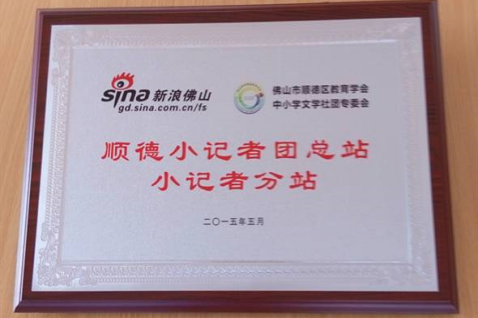 sina 新浪佛山
gd.sina.com.cn/fs
佛山市顺德区教育学会
中小学文学社团专委会
顺德小记者团总站
小记者分站
二〇一五年五月